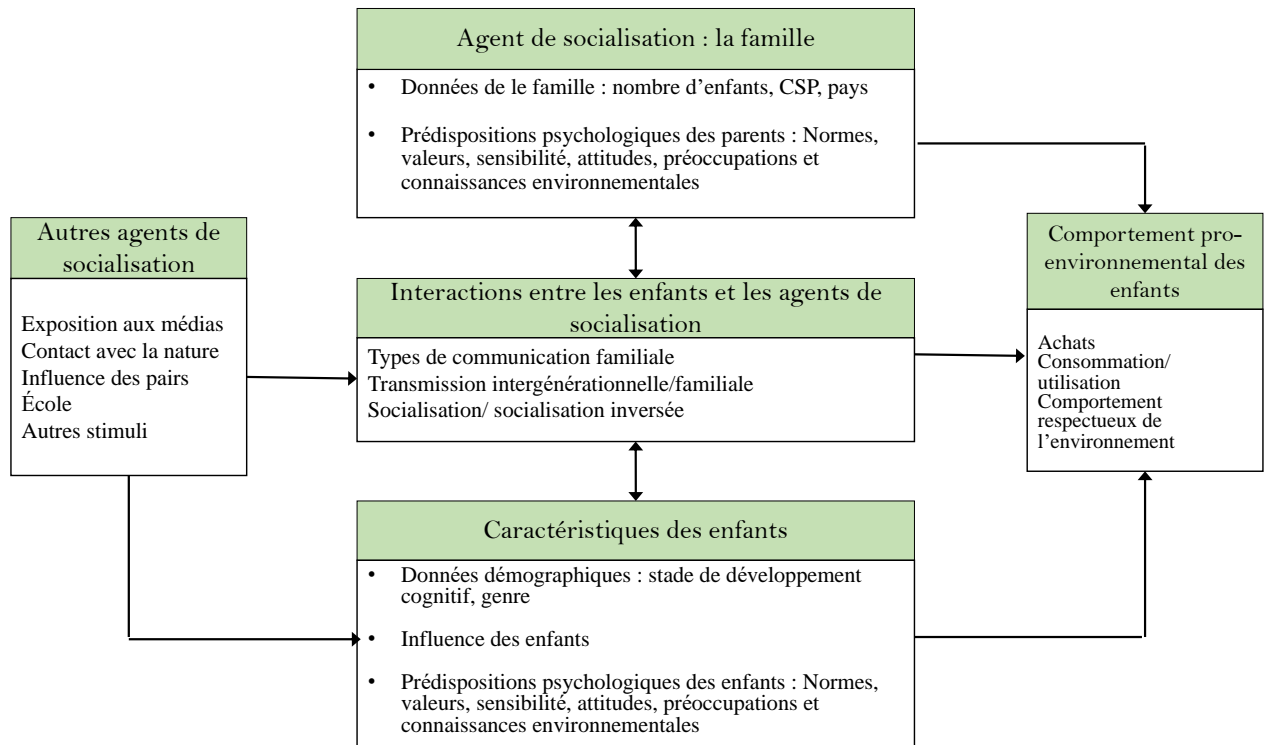 Agent de socialisation : la famille
• Données de le famille : nombre d'enfants, CSP, pays
• Prédispositions psychologiques des parents : Normes,
valeurs, sensibilité, attitudes, préoccupations et
connaissances environnementales
Autres agents de
socialisation
Exposition aux médias
Contact avec la nature
Influence des pairs
École
Autres stimuli
Interactions entre les enfants et les agents de
socialisation
Types de communication familiale
Transmission intergénérationnelle/familiale
Socialisation/ socialisation inversée
Comportement pro-
environnemental des
enfants
Achats
Consommation/
utilisation
Comportement
respectueux de
l'environnement
Caractéristiques des enfants
• Données démographiques : stade de développement
cognitif, genre
• Influence des enfants
• Prédispositions psychologiques des enfants : Normes,
valeurs, sensibilité, attitudes, préoccupations et
connaissances environnementales